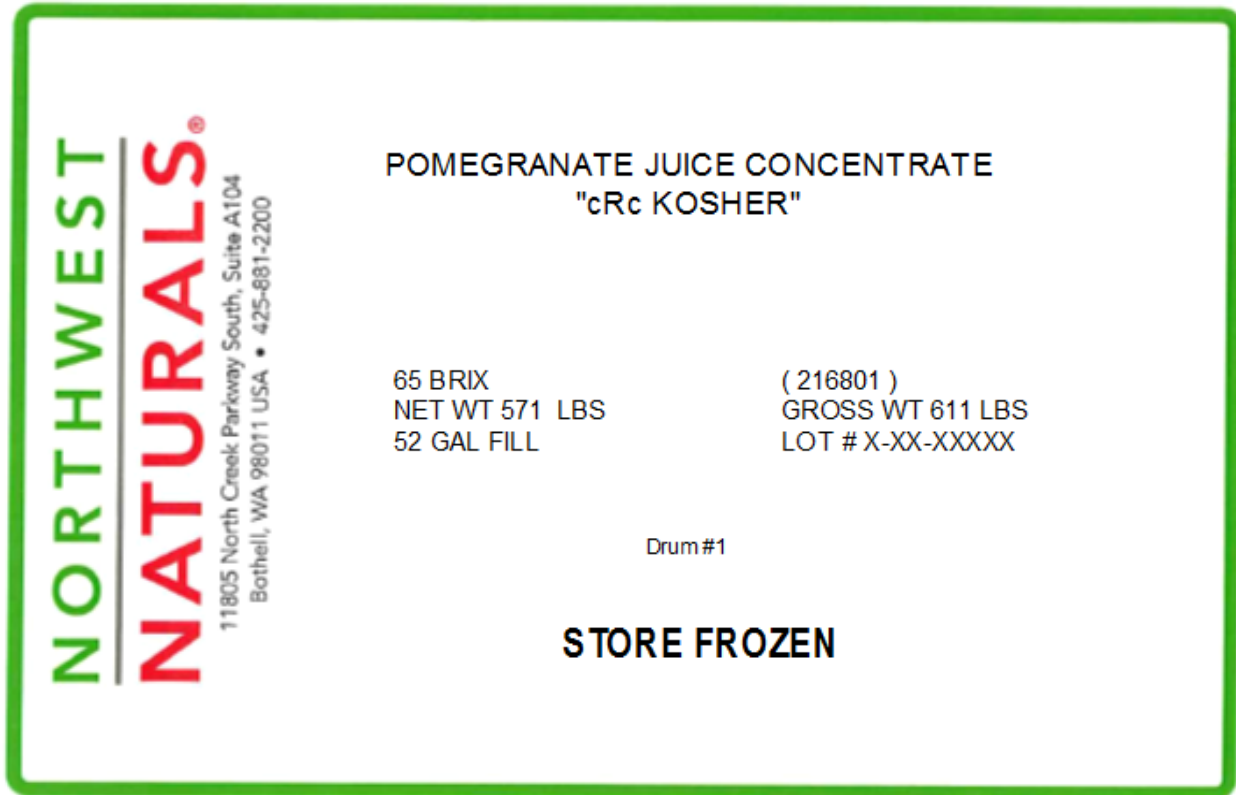 NORTHWEST
NATURALS®
11805 North Creek Parkway South, Suite A104
Bothell, WA 98011 USA • 425-881-2200
POMEGRANATE JUICE CONCENTRATE
"cRc KOSHER"
65 BRIX
NET WT 571 LBS
52 GAL FILL
( 216801 )
GROSS WT 611 LBS
LOT # X-XX-XXXXX
Drum #1
STORE FROZEN